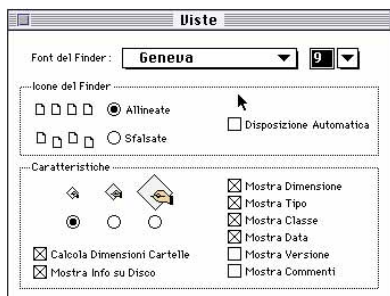 Viste
Font del Finder: Geneva 9
Icone del Finder
Allineate
Sfalsate
Disposizione Automatica
Caratteristiche
Calcola Dimensioni Cartelle
Mostra Info su Disco
Mostra Dimensione
Mostra Tipo
Mostra Classe
Mostra Data
Mostra Versione
Mostra Commenti